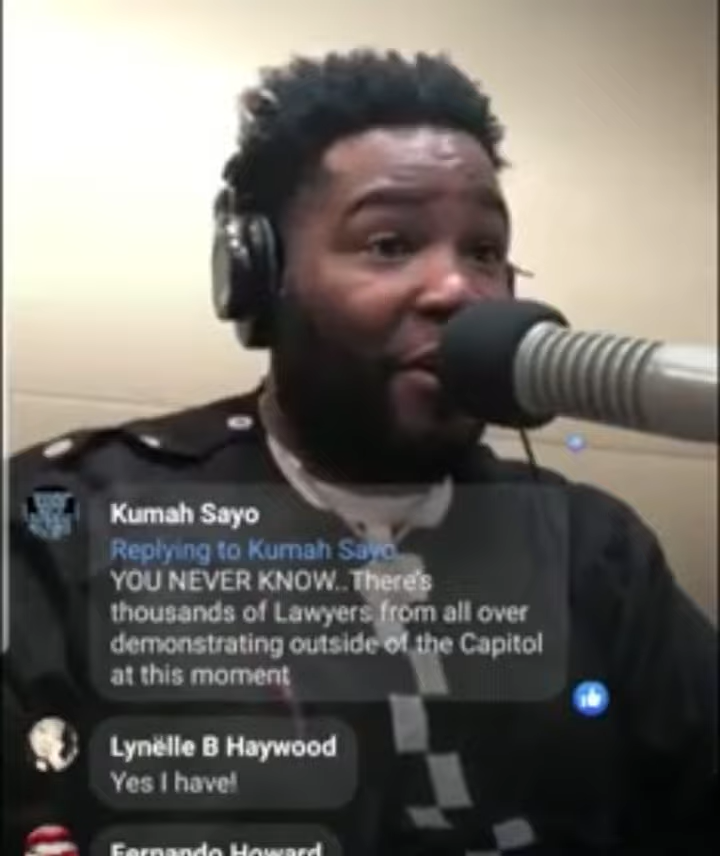 Kumah Sayo
Replying to Kumah Sayo
YOU NEVER KNOW..There's
thousands of Lawyers from all over
demonstrating outside of the Capitol
at this moment
Lynëlle B Haywood
Yes I have!
Fernando Howard